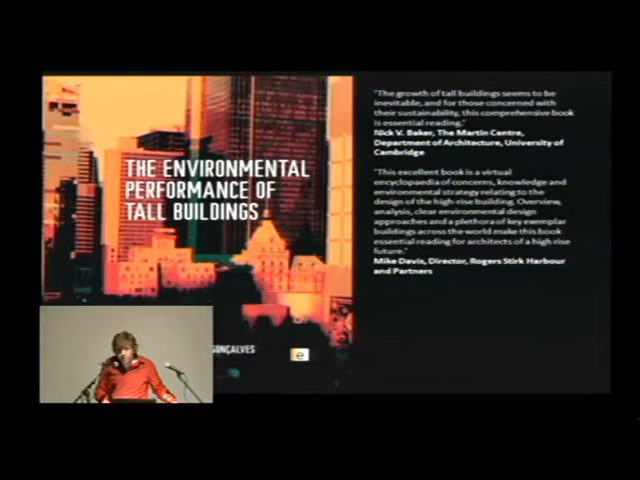 THE ENVIRONMENTAL
PERFORMANCE OF
TALL BUILDINGS
GONÇALVES
e
"The growth of tall buildings seems to be
inevitable, and for those concerned with
their sustainability, this comprehensive book
is essential reading."
Nick V. Baker, The Martin Centre,
Department of Architecture, University of
Cambridge
"This excellent book is a virtual
encyclopaedia of concerns, knowledge and
environmental strategy relating to the
design of the high-rise building. Overview,
analysis, clear environmental design
approaches and a plethora of key exemplar
buildings across the world make this book
essential reading for architects of a high rise
future."
Mike Davis, Director, Rogers Stirk Harbour
and Partners